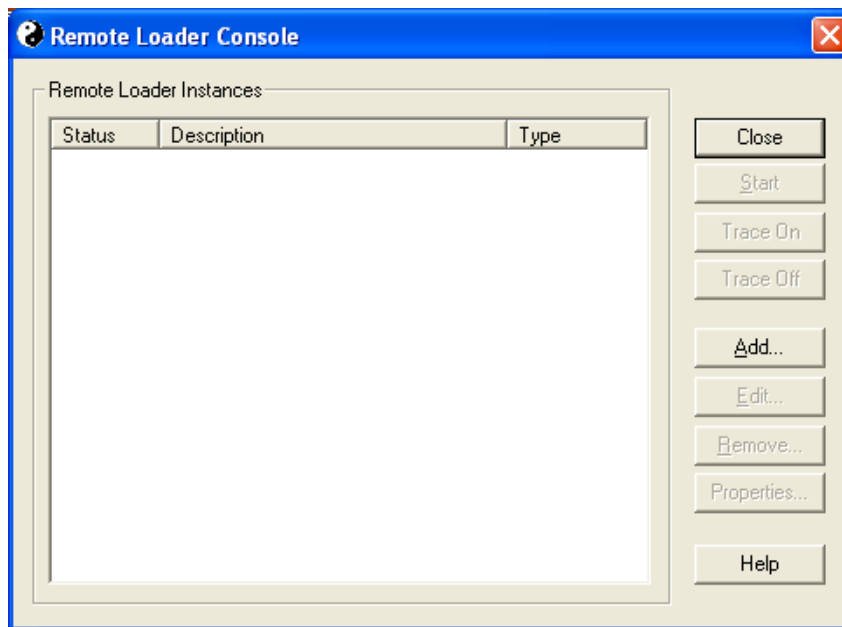 Remote Loader Console
Remote Loader Instances
Status Description Type
Close
Start
Trace On
Trace Off
Add...
Edit...
Remove...
Properties...
Help